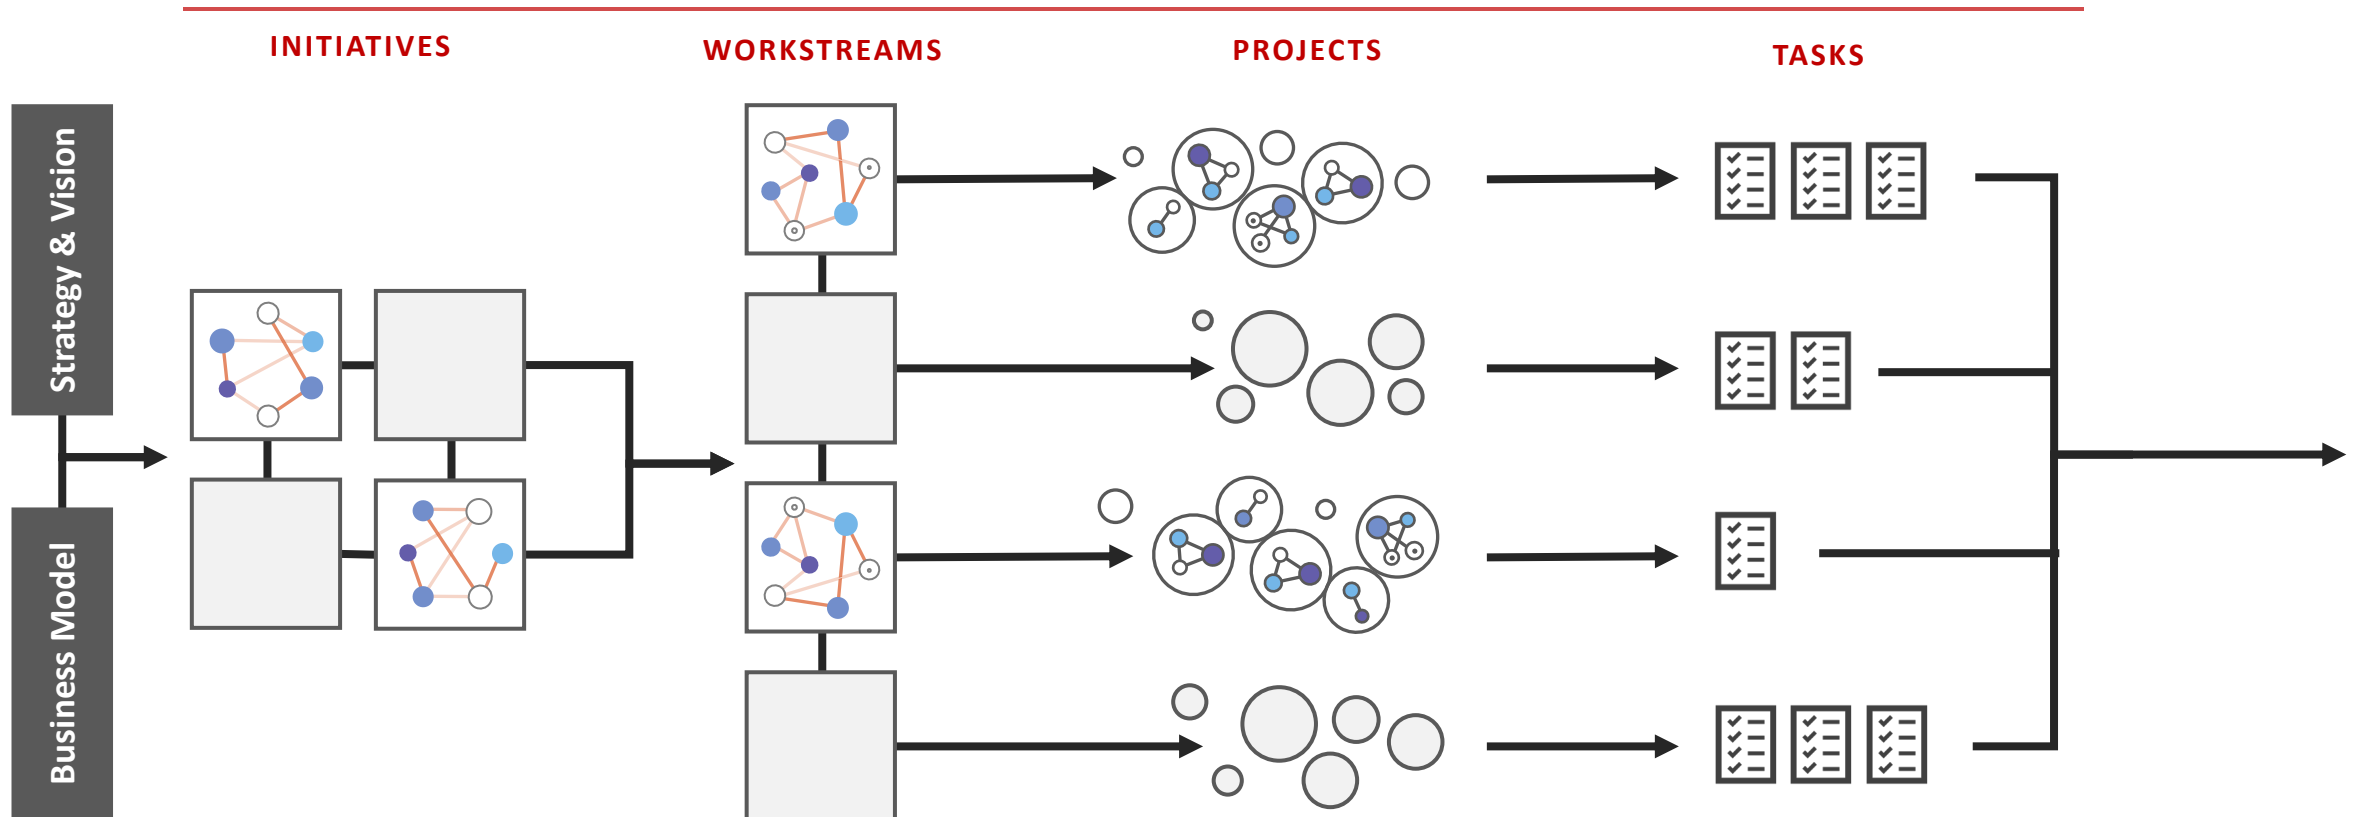 INITIATIVES
WORKSTREAMS
PROJECTS
TASKS
Strategy & Vision
Business Model